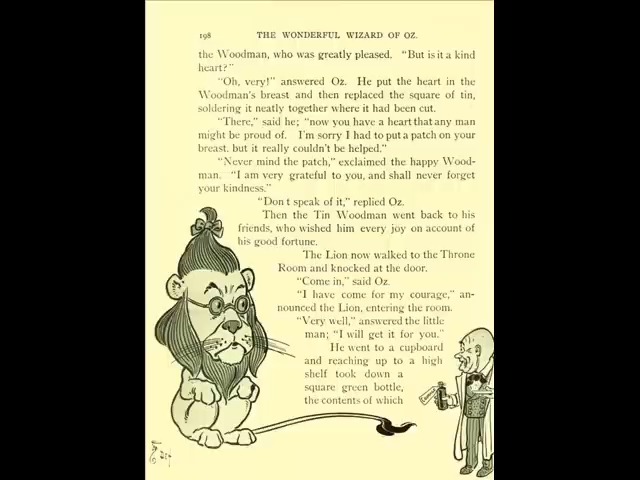 198 THE WONDERFUL WIZARD OF OZ.
the Woodman, who was greatly pleased. "But is it a kind
heart?"
"Oh, very!" answered Oz. He put the heart in the
Woodman's breast and then replaced the square of tin,
soldering it neatly together where it had been cut.
"There," said he; "now you have a heart that any man
might be proud of. I'm sorry I had to put a patch on your
breast, but it really couldn't be helped."
"Never mind the patch," exclaimed the happy Wood-
man. "I am very grateful to you, and shall never forget
your kindness."
"Don t speak of it," replied Oz.
Then the Tin Woodman went back to his
friends, who wished him every joy on account of
his good fortune.
The Lion now walked to the Throne
Room and knocked at the door.
"Come in," said Oz.
"I have come for my courage," an-
nounced the Lion, entering the room.
"Very well," answered the little
man; "I will get it for you."
He went to a cupboard
and reaching up to a high
shelf took down a
square green bottle,
the contents of which